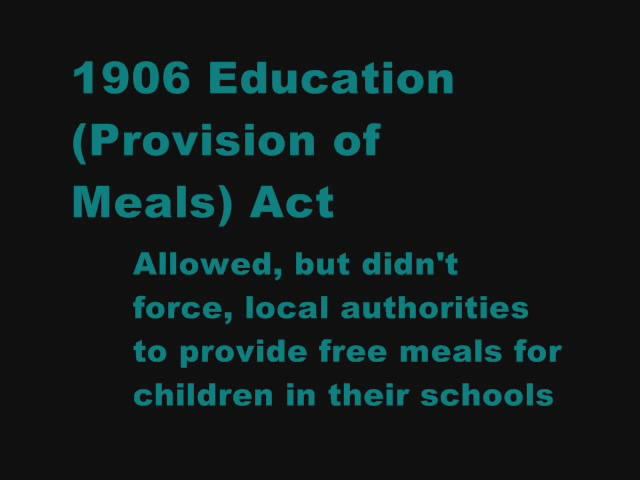 1906 Education
(Provision of
Meals) Act
Allowed, but didn't
force, local authorities
to provide free meals for
children in their schools